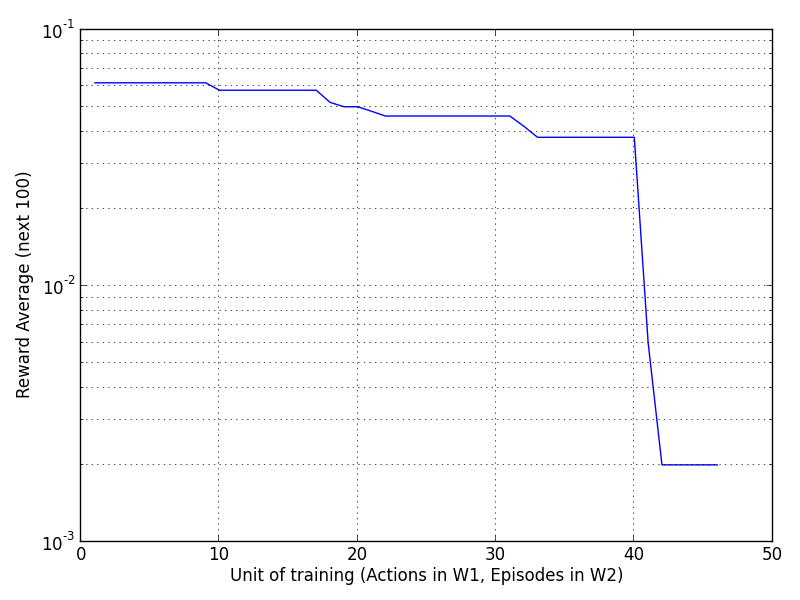 10^-1
10^-2
10^-3
0 10 20 30 40 50
Reward Average (next 100)
Unit of training (Actions in W1, Episodes in W2)